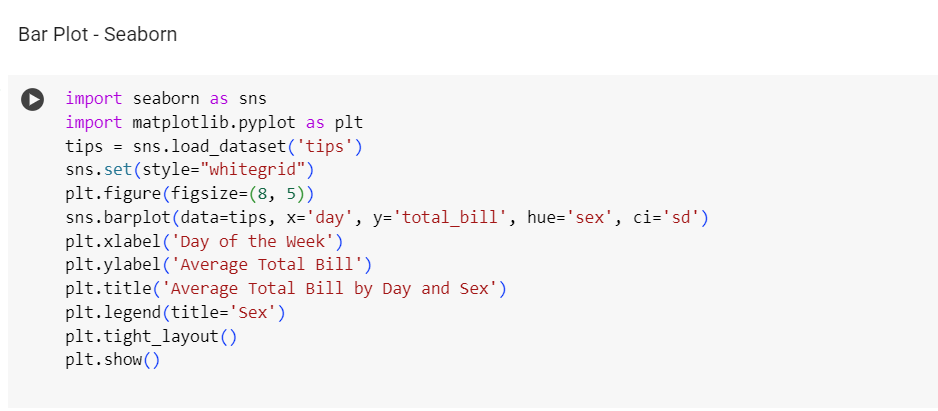 Bar Plot - Seaborn
import seaborn as sns
import matplotlib.pyplot as plt
tips = sns.load_dataset('tips')
sns.set(style="whitegrid")
plt.figure(figsize=(8, 5))
sns.barplot(data=tips, x='day', y='total_bill', hue='sex', ci='sd')
plt.xlabel('Day of the Week')
plt.ylabel('Average Total Bill')
plt.title('Average Total Bill by Day and Sex')
plt.legend(title='Sex')
plt.tight_layout()
plt.show()